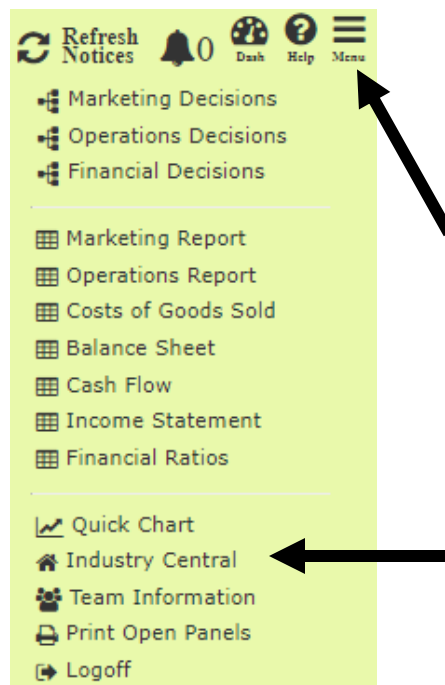 Refresh
Notices 0 Dash Help Menu
Marketing Decisions
Operations Decisions
Financial Decisions
Marketing Report
Operations Report
Costs of Goods Sold
Balance Sheet
Cash Flow
Income Statement
Financial Ratios
Quick Chart
Industry Central
Team Information
Print Open Panels
Logoff